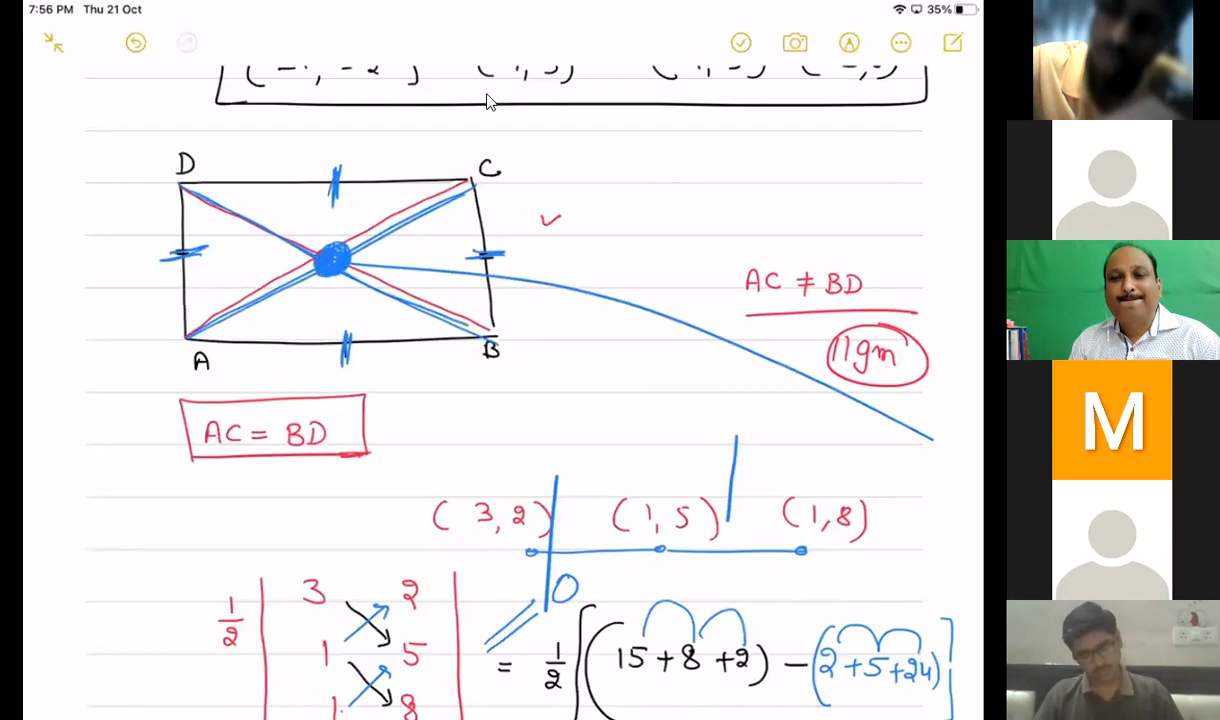 7:56 PM Thu 21 Oct
35%
D
C
AC ≠ BD
11gm
A
B
AC = BD
M
( 3, 2) (1, 5) (1, 8)
0
1/2 | 3 2
1 5
1 8 | = 1/2 [(15 + 8 + 2) − (2 + 5 + 24)]